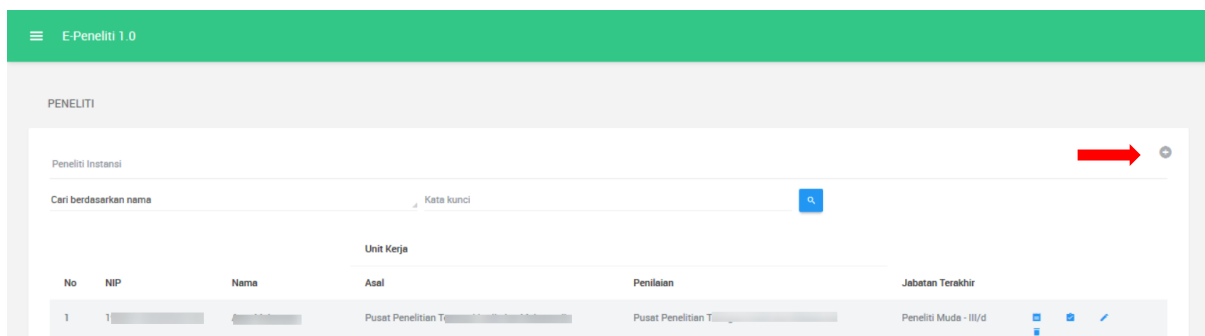 E-Peneliti 1.0
PENELITI
Peneliti Instansi
Cari berdasarkan nama Kata kunci
Unit Kerja
No NIP Nama Asal Penilaian Jabatan Terakhir
1 Pusat Penelitian Pusat Penelitian Peneliti Muda - III/d